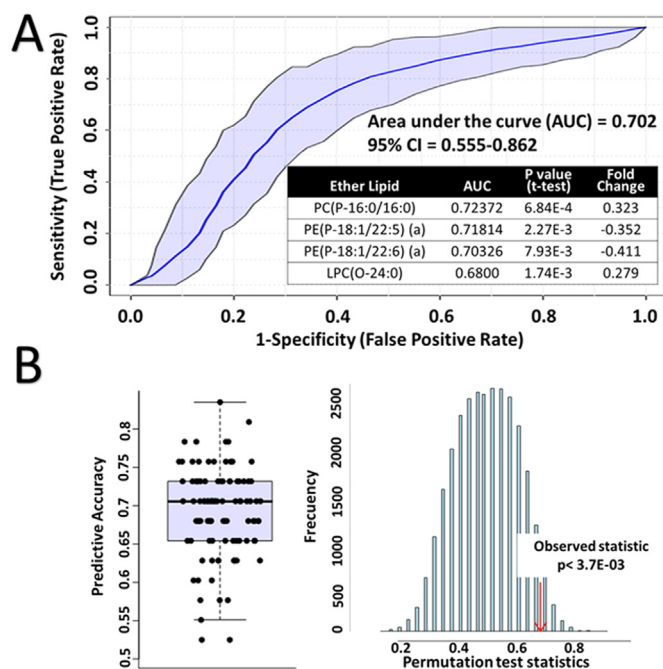 A
Sensitivity (True Positive Rate)
1.0
0.8
0.6
0.4
0.2
0.0
Area under the curve (AUC) = 0.702
95% CI = 0.555-0.862
Ether Lipid AUC P value (t-test) Fold Change
PC(P-16:0/16:0) 0.72372 6.84E-4 0.323
PE(P-18:1/22:5) (a) 0.71814 2.27E-3 -0.352
PE(P-18:1/22:6) (a) 0.70326 7.93E-3 -0.411
LPC(O-24:0) 0.6800 1.74E-3 0.279
0.0 0.2 0.4 0.6 0.8 1.0
1-Specificity (False Positive Rate)
B
Predictive Accuracy
0.8
0.75
0.7
0.65
0.6
0.55
0.5
Frecuency
2500
2000
1500
1000
500
0
Observed statistic
p< 3.7E-03
0.2 0.4 0.6 0.8
Permutation test statistics